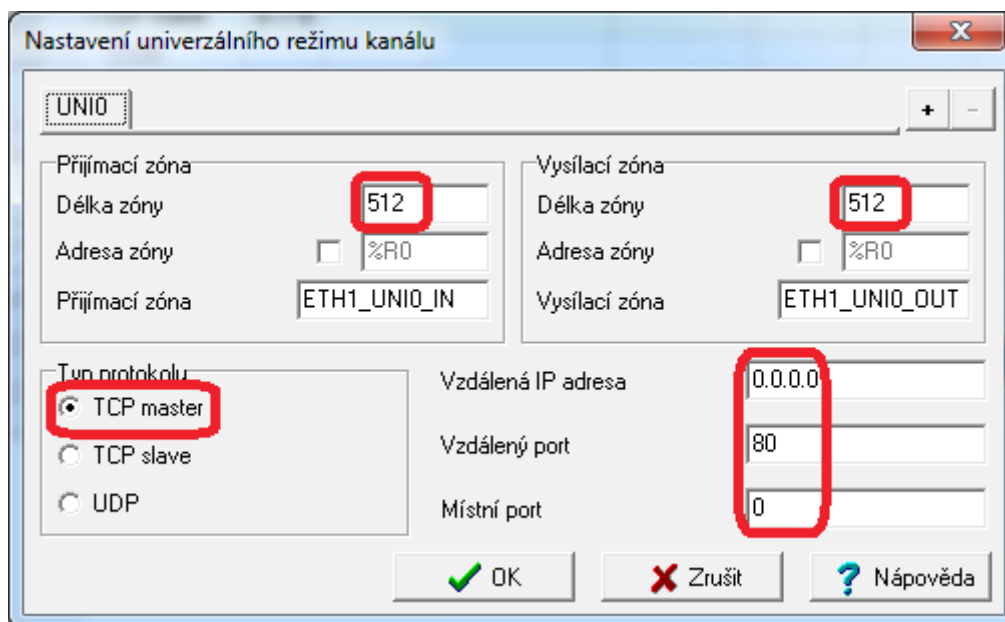 Nastavení univerzálního režimu kanálu
x
UNI0
+ -
Přijímací zóna
Délka zóny 512
Adresa zóny %R0
Přijímací zóna ETH1_UNI0_IN
Vysílací zóna
Délka zóny 512
Adresa zóny %R0
Vysílací zóna ETH1_UNI0_OUT
Typ protokolu
TCP master
TCP slave
UDP
Vzdálená IP adresa 0.0.0.0
Vzdálený port 80
Místní port 0
OK
Zrušit
? Nápověda